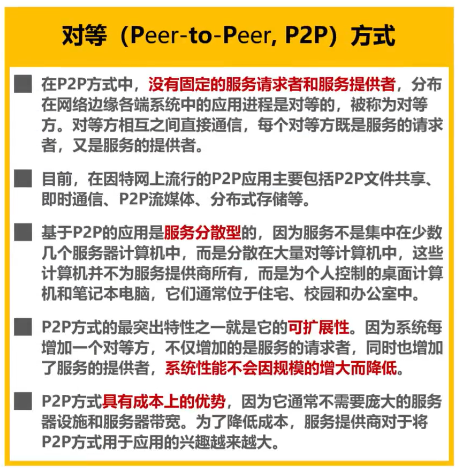 对等（Peer-to-Peer, P2P）方式
在P2P方式中，没有固定的服务请求者和服务提供者，分布
在网络边缘各端系统中的应用进程是对等的，被称为对等
方。对等方相互之间直接通信，每个对等方既是服务的请求
者，又是服务的提供者。
目前，在因特网上流行的P2P应用主要包括P2P文件共享、
即时通信、P2P流媒体、分布式存储等。
基于P2P的应用是服务分散型的，因为服务不是集中在少数
几个服务器计算机中，而是分散在大量对等计算机中，这些
计算机并不为服务提供商所有，而是为个人控制的桌面计算
机和笔记本电脑，它们通常位于住宅、校园和办公室中。
P2P方式的最突出特性之一就是它的可扩展性。因为系统每
增加一个对等方，不仅增加的是服务的请求者，同时也增加
了服务的提供者，系统性能不会因规模的增大而降低。
P2P方式具有成本上的优势，因为它通常不需要庞大的服务
器设施和服务器带宽。为了降低成本，服务提供商对于将
P2P方式用于应用的兴趣越来越大。